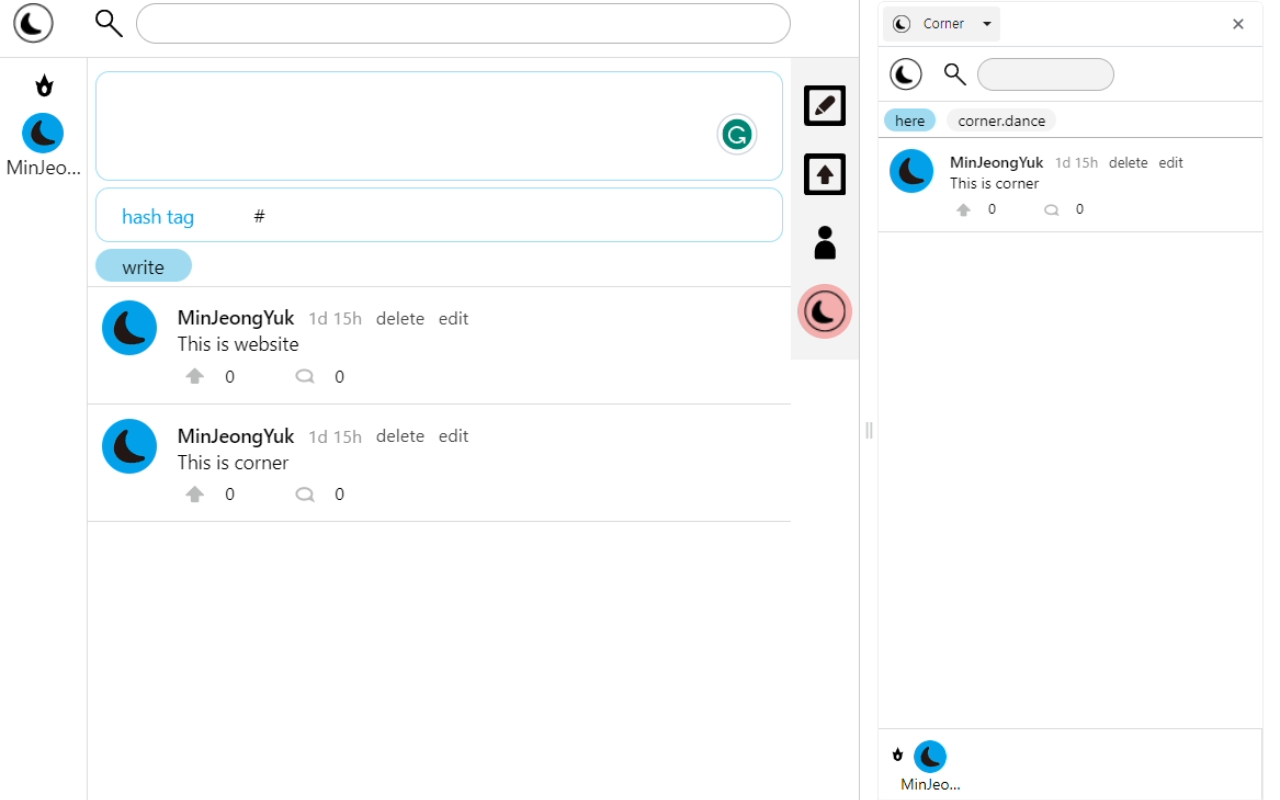 MinJeo...
hash tag #
write
MinJeongYuk 1d 15h delete edit
This is website
0 0
MinJeongYuk 1d 15h delete edit
This is corner
0 0
Corner
here corner.dance
MinJeongYuk 1d 15h delete edit
This is corner
0 0
MinJeo...